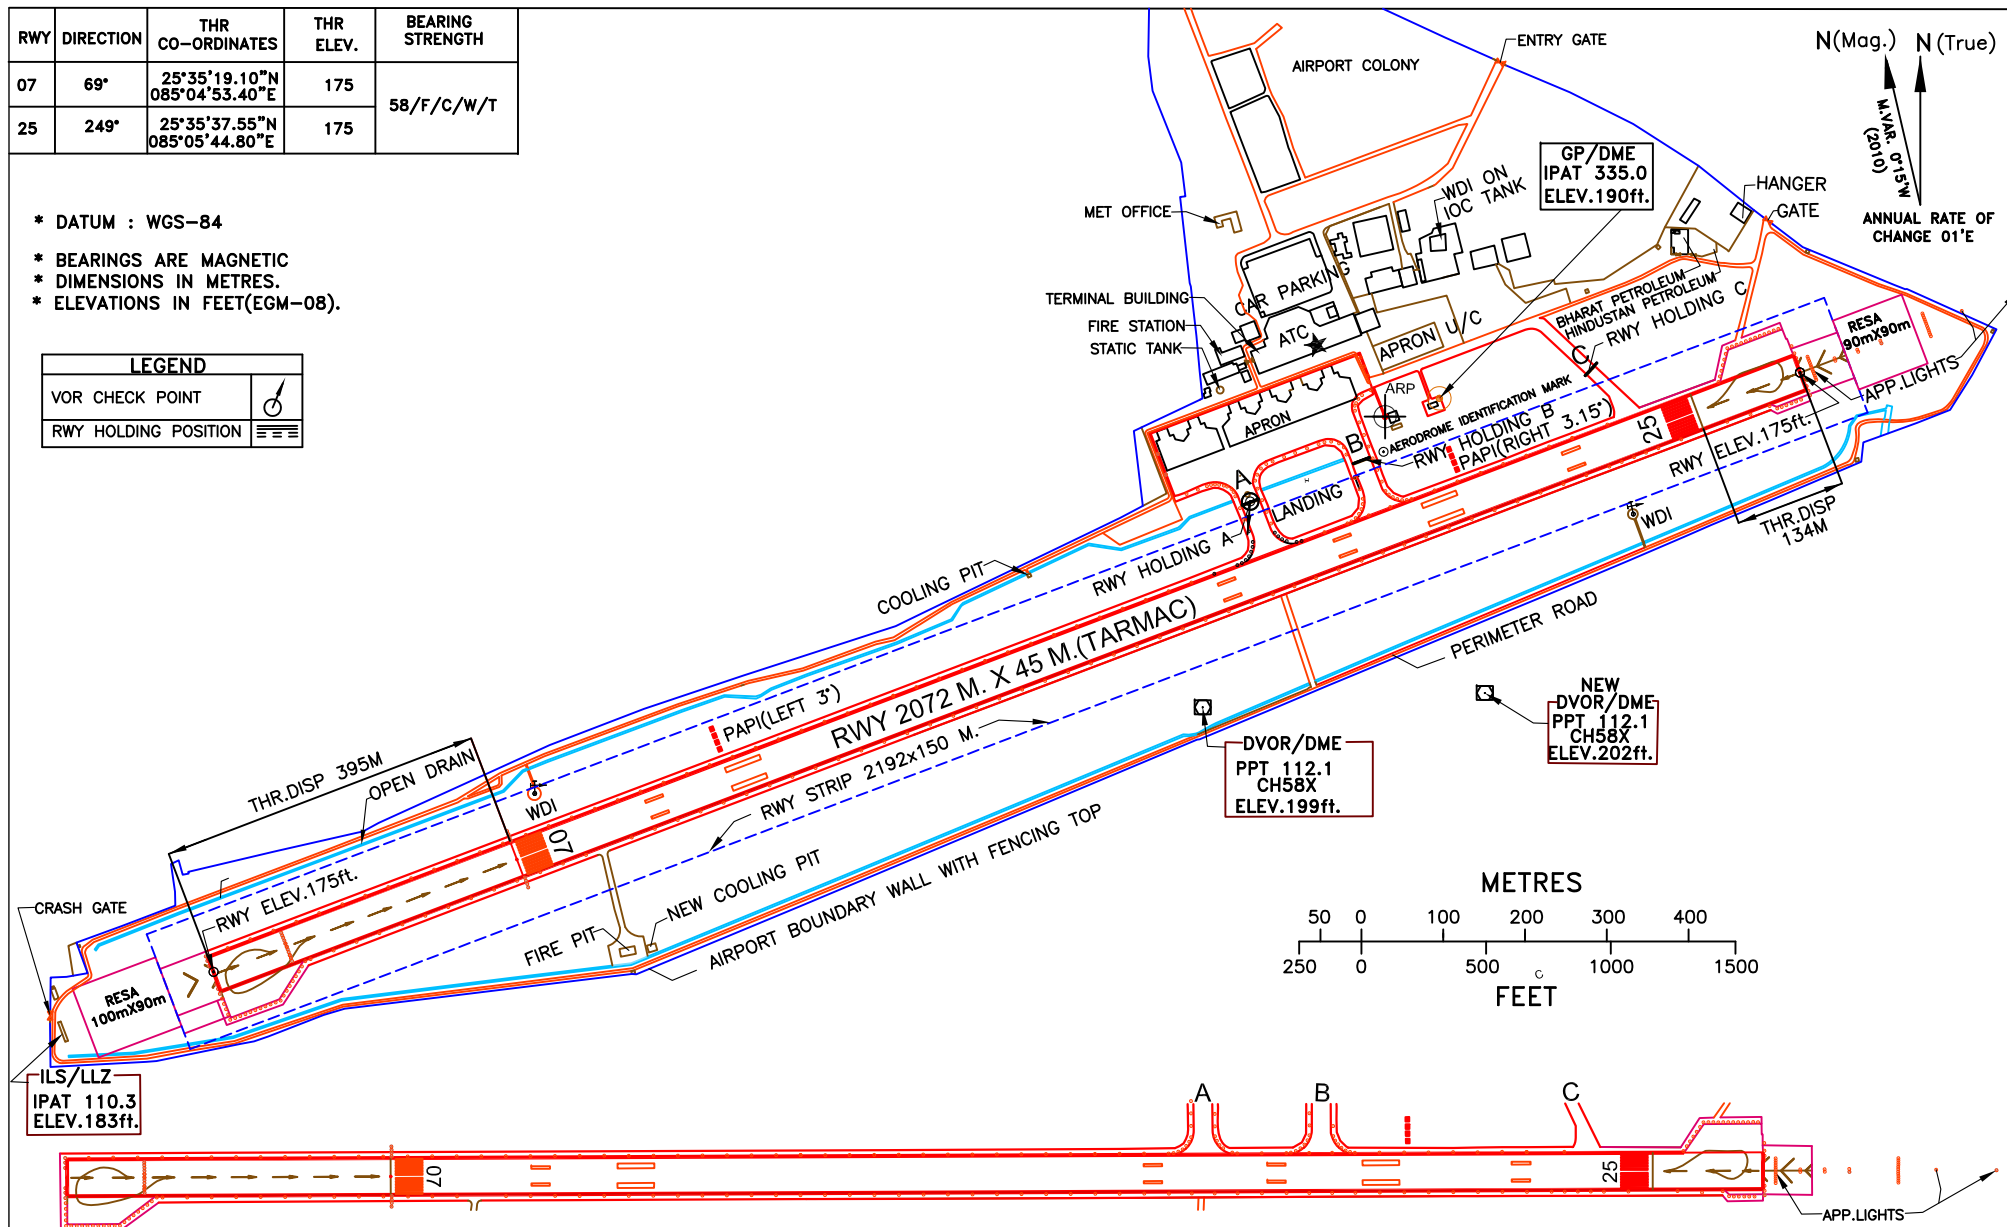 RWY DIRECTION THR CO-ORDINATES THR ELEV. BEARING STRENGTH
07 69° 25°35'19.10"N 085°04'53.40"E 175 58/F/C/W/T
25 249° 25°35'37.55"N 085°05'44.80"E 175
* DATUM : WGS-84
* BEARINGS ARE MAGNETIC
* DIMENSIONS IN METRES.
* ELEVATIONS IN FEET(EGM-08).
LEGEND
VOR CHECK POINT
RWY HOLDING POSITION
N(Mag.) N(True)
M.VAR. 0°15'W
(2010)
ANNUAL RATE OF
CHANGE 01'E
ENTRY GATE
AIRPORT COLONY
GP/DME
IPAT 335.0
ELEV.190ft.
WDI ON
IOC TANK
HANGER
GATE
MET OFFICE
CAR PARKING
TERMINAL BUILDING
FIRE STATION
STATIC TANK
ATC
APRON U/C
BHARAT PETROLEUM
HINDUSTAN PETROLEUM
RWY HOLDING C
C
RESA
90mX90m
APP.LIGHTS
ARP
APRON
AERODROME IDENTIFICATION MARK
B
RWY HOLDING B
PAPI(RIGHT 3.15°)
25
RWY ELEV.175ft.
THR.DISP
134M
WDI
A
H
LANDING
RWY HOLDING A
COOLING PIT
PERIMETER ROAD
RWY 2072 M. X 45 M.(TARMAC)
PAPI(LEFT 3°)
RWY STRIP 2192x150 M.
NEW
DVOR/DME
PPT 112.1
CH58X
ELEV.202ft.
DVOR/DME
PPT 112.1
CH58X
ELEV.199ft.
THR.DISP 395M
OPEN DRAIN
WDI
07
RWY ELEV.175ft.
NEW COOLING PIT
FIRE PIT
AIRPORT BOUNDARY WALL WITH FENCING TOP
CRASH GATE
RESA
100mX90m
ILS/LLZ
IPAT 110.3
ELEV.183ft.
METRES
50 0 100 200 300 400
250 0 500 1000 1500
C
FEET
A B C
07
25
APP.LIGHTS